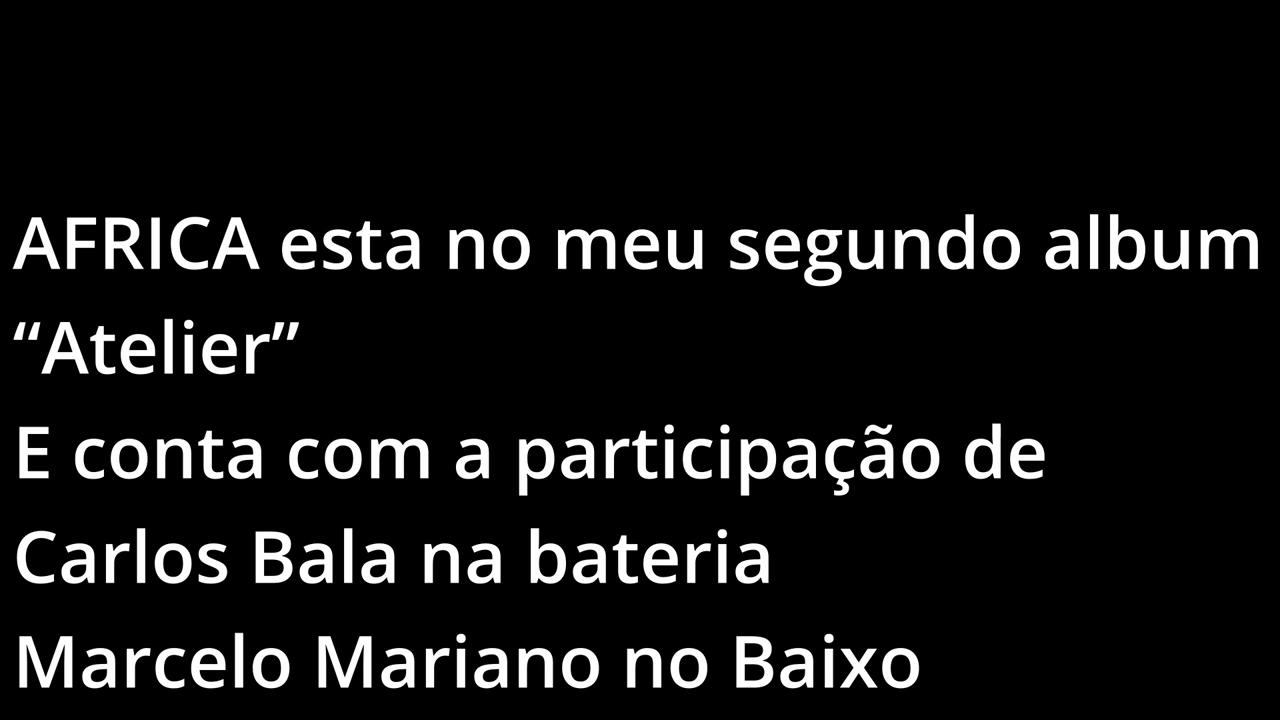 AFRICA esta no meu segundo album
“Atelier”
E conta com a participação de
Carlos Bala na bateria
Marcelo Mariano no Baixo